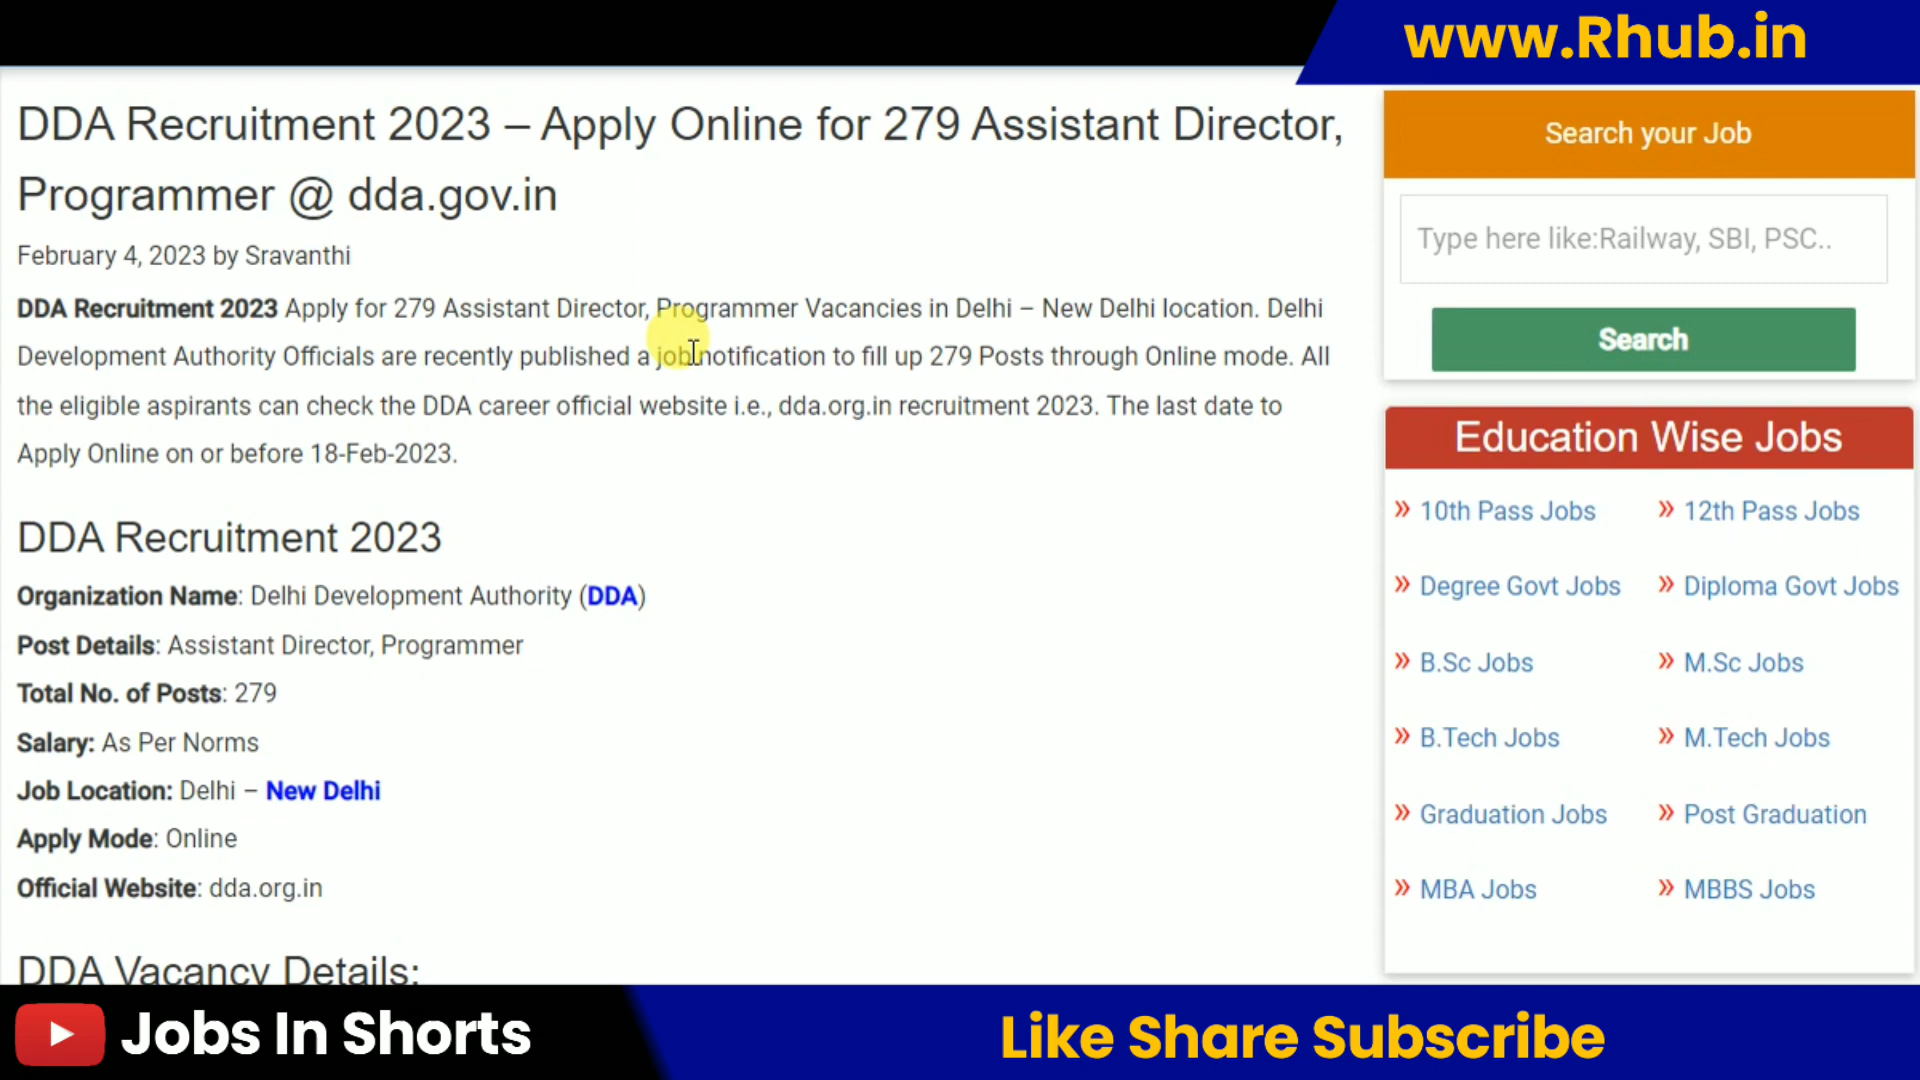 www.Rhub.in
DDA Recruitment 2023 – Apply Online for 279 Assistant Director,
Programmer @ dda.gov.in
February 4, 2023 by Sravanthi
DDA Recruitment 2023 Apply for 279 Assistant Director, Programmer Vacancies in Delhi – New Delhi location. Delhi
Development Authority Officials are recently published a job notification to fill up 279 Posts through Online mode. All
the eligible aspirants can check the DDA career official website i.e., dda.org.in recruitment 2023. The last date to
Apply Online on or before 18-Feb-2023.
DDA Recruitment 2023
Organization Name: Delhi Development Authority (DDA)
Post Details: Assistant Director, Programmer
Total No. of Posts: 279
Salary: As Per Norms
Job Location: Delhi – New Delhi
Apply Mode: Online
Official Website: dda.org.in
DDA Vacancy Details:
Search your Job
Type here like:Railway, SBI, PSC..
Search
Education Wise Jobs
» 10th Pass Jobs » 12th Pass Jobs
» Degree Govt Jobs » Diploma Govt Jobs
» B.Sc Jobs » M.Sc Jobs
» B.Tech Jobs » M.Tech Jobs
» Graduation Jobs » Post Graduation
» MBA Jobs » MBBS Jobs
Jobs In Shorts
Like Share Subscribe